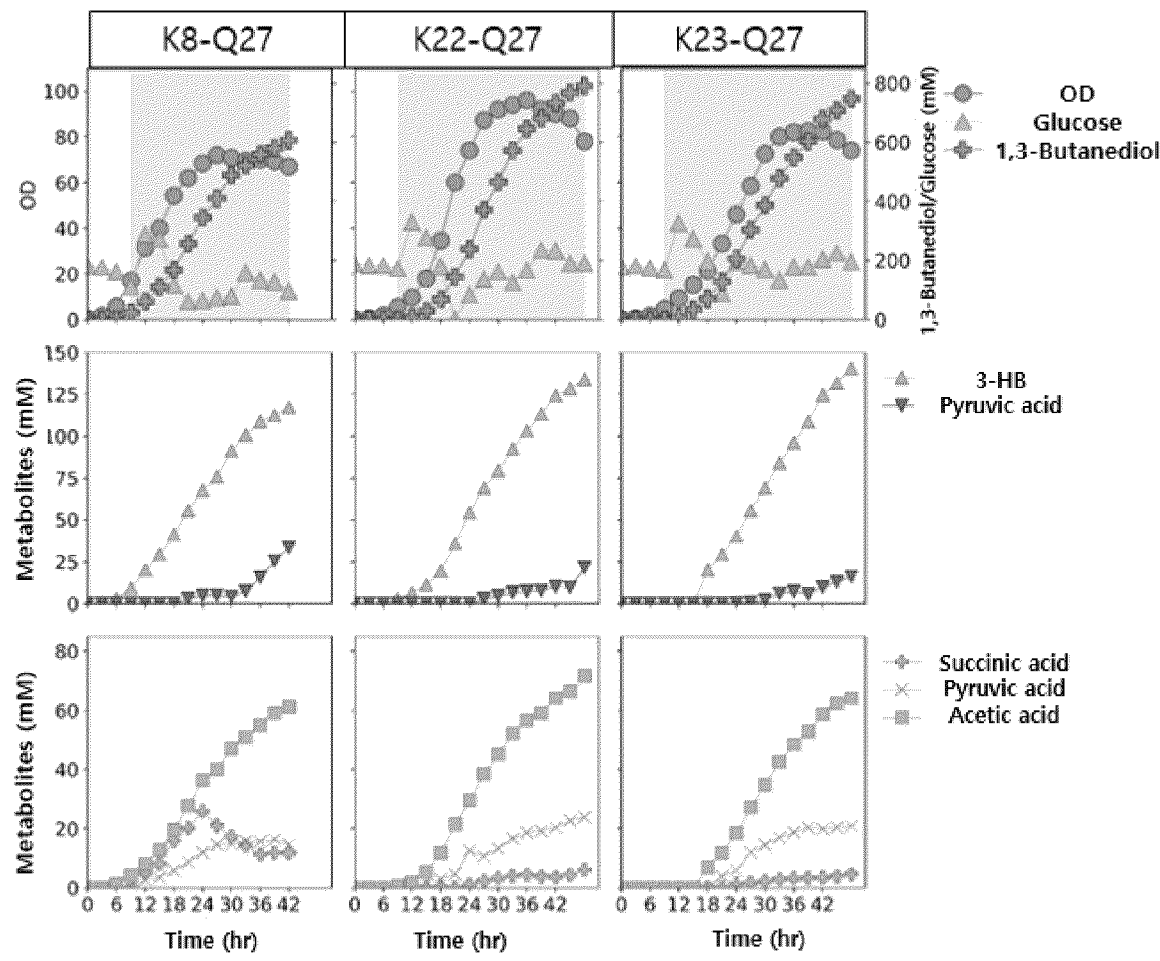 K8-Q27 K22-Q27 K23-Q27
OD
100
80
60
40
20
0
800
600
400
200
0
1,3-Butanediol/Glucose (mM)
OD
Glucose
1,3-Butanediol
Metabolites (mM)
150
125
100
75
50
25
0
3-HB
Pyruvic acid
Metabolites (mM)
80
60
40
20
0
Succinic acid
Pyruvic acid
Acetic acid
0 6 12 18 24 30 36 42 0 6 12 18 24 30 36 42 0 6 12 18 24 30 36 42
Time (hr) Time (hr) Time (hr)